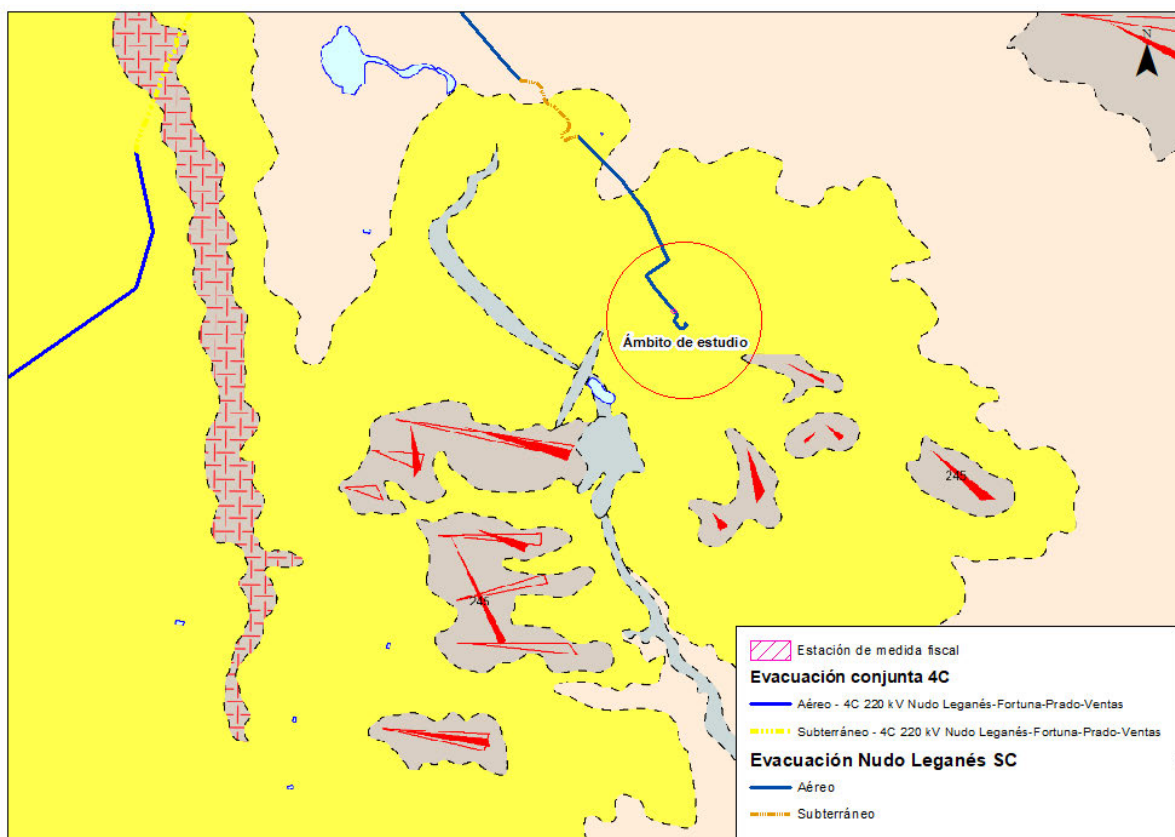 N
Ámbito de estudio
245
245
Estación de medida fiscal
Evacuación conjunta 4C
Aéreo - 4C 220 kV Nudo Leganés-Fortuna-Prado-Ventas
Subterráneo - 4C 220 kV Nudo Leganés-Fortuna-Prado-Ventas
Evacuación Nudo Leganés SC
Aéreo
Subterráneo